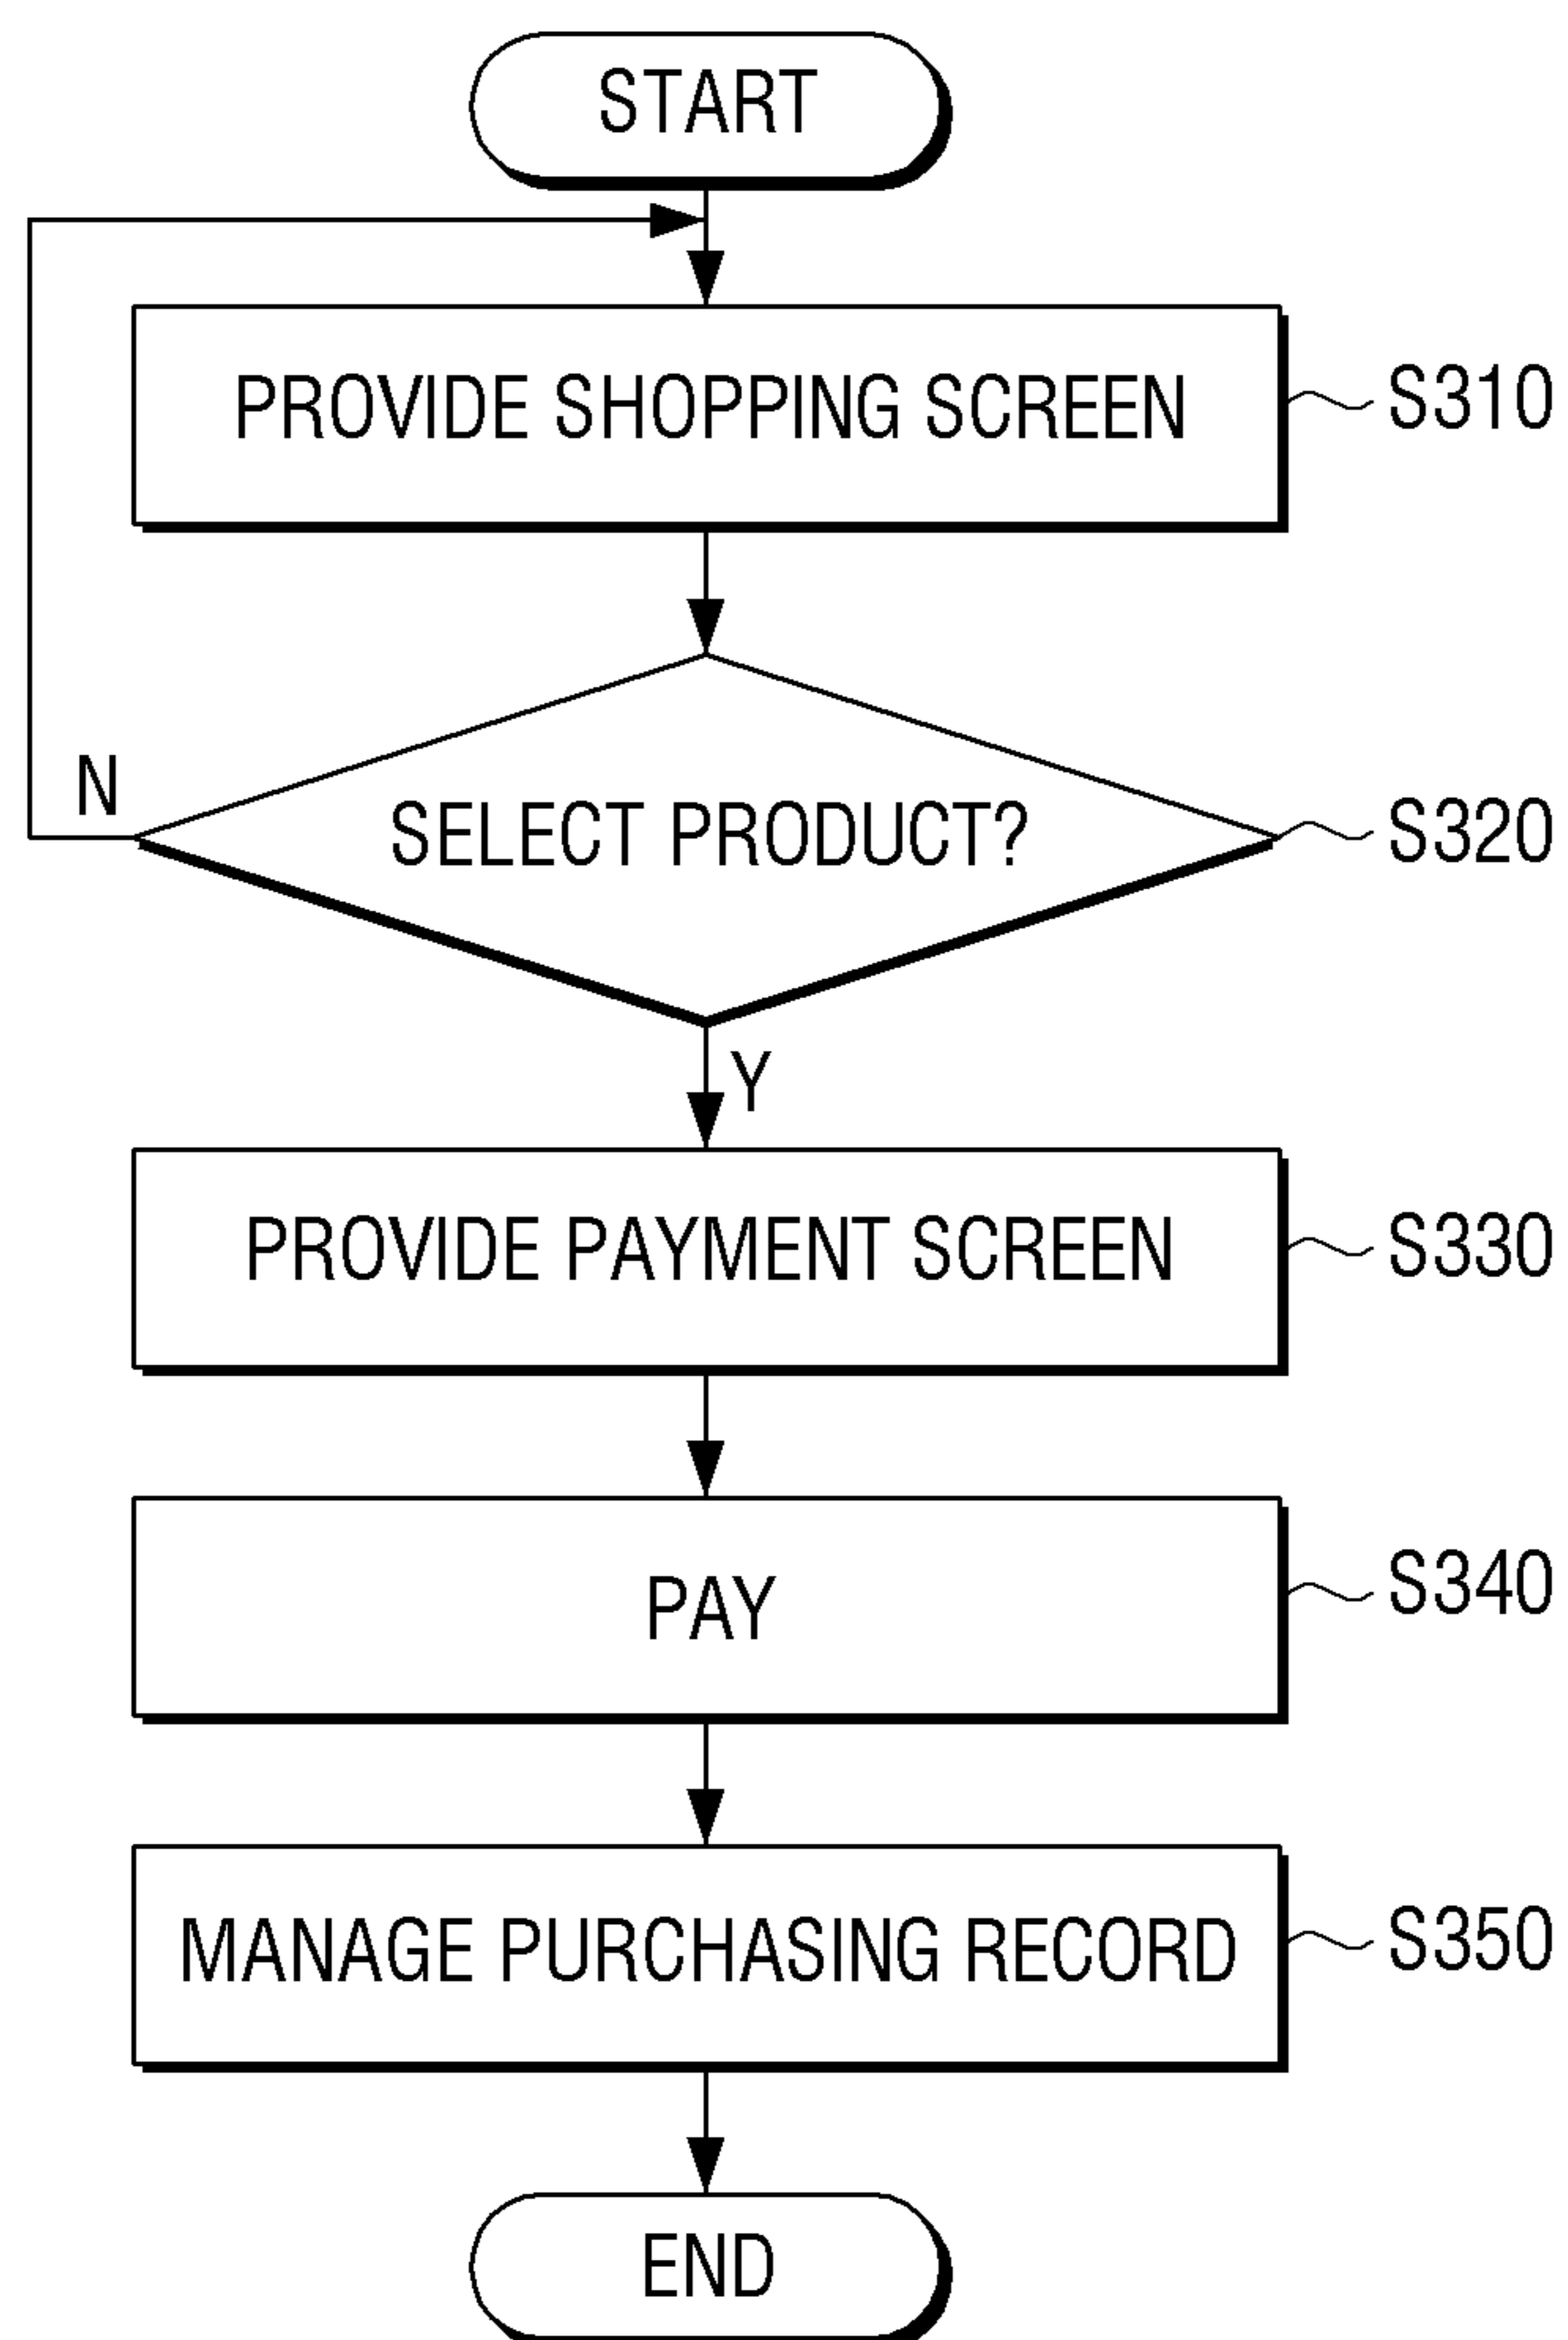 START
PROVIDE SHOPPING SCREEN
S310
SELECT PRODUCT?
S320
N
Y
PROVIDE PAYMENT SCREEN
S330
PAY
S340
MANAGE PURCHASING RECORD
S350
END